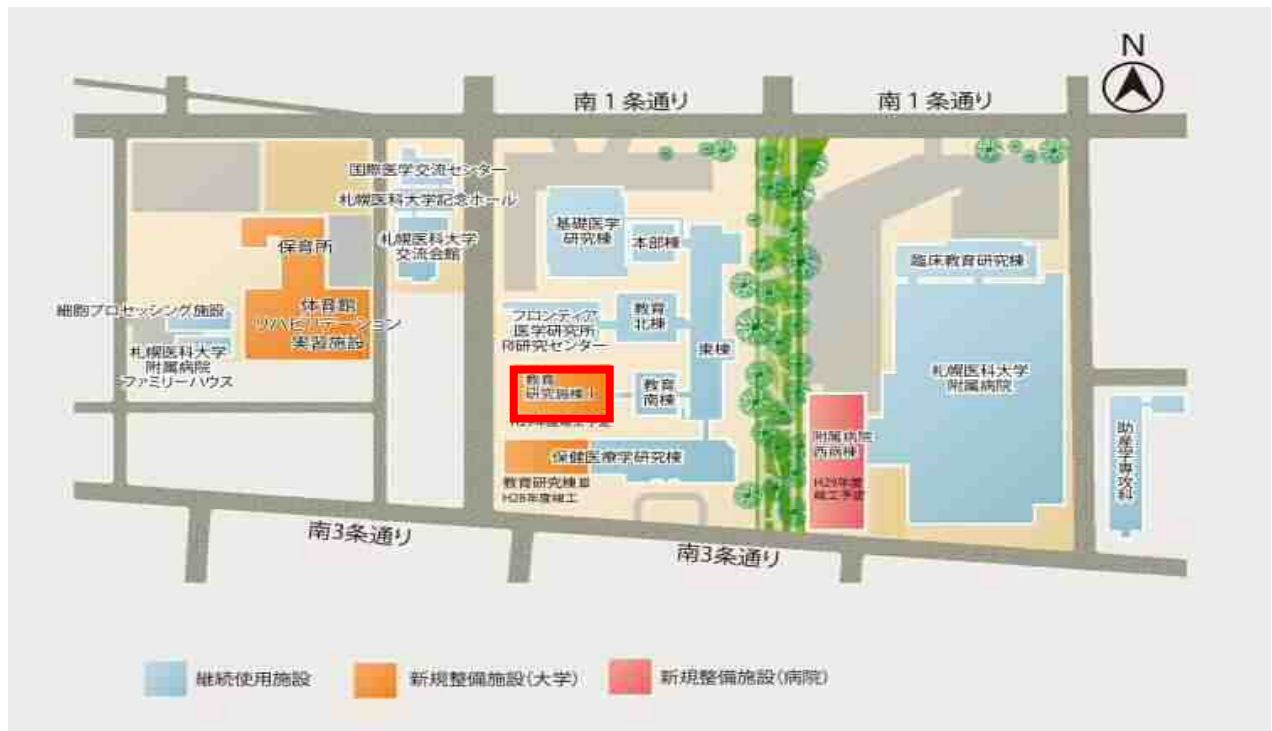 N
南1条通り
南1条通り
国際医学交流センター
札幌医科大学記念ホール
札幌医科大学
交流会館
基礎医学
研究棟
本部棟
保育所
臨床教育研究棟
細胞プロセッシング施設
体育館
リハビリテーション
実習施設
フロンティア
医学研究所
RI研究センター
教育
北棟
東棟
札幌医科大学
附属病院
ファミリーハウス
札幌医科大学
附属病院
教育
研究施棟
教育
南棟
附属病院
西病棟
H29年度
竣工予定
助産学専攻科
保健医療学研究棟
教育研究棟Ⅲ
H28年度竣工
南3条通り
南3条通り
継続使用施設
新規整備施設(大学)
新規整備施設(病院)